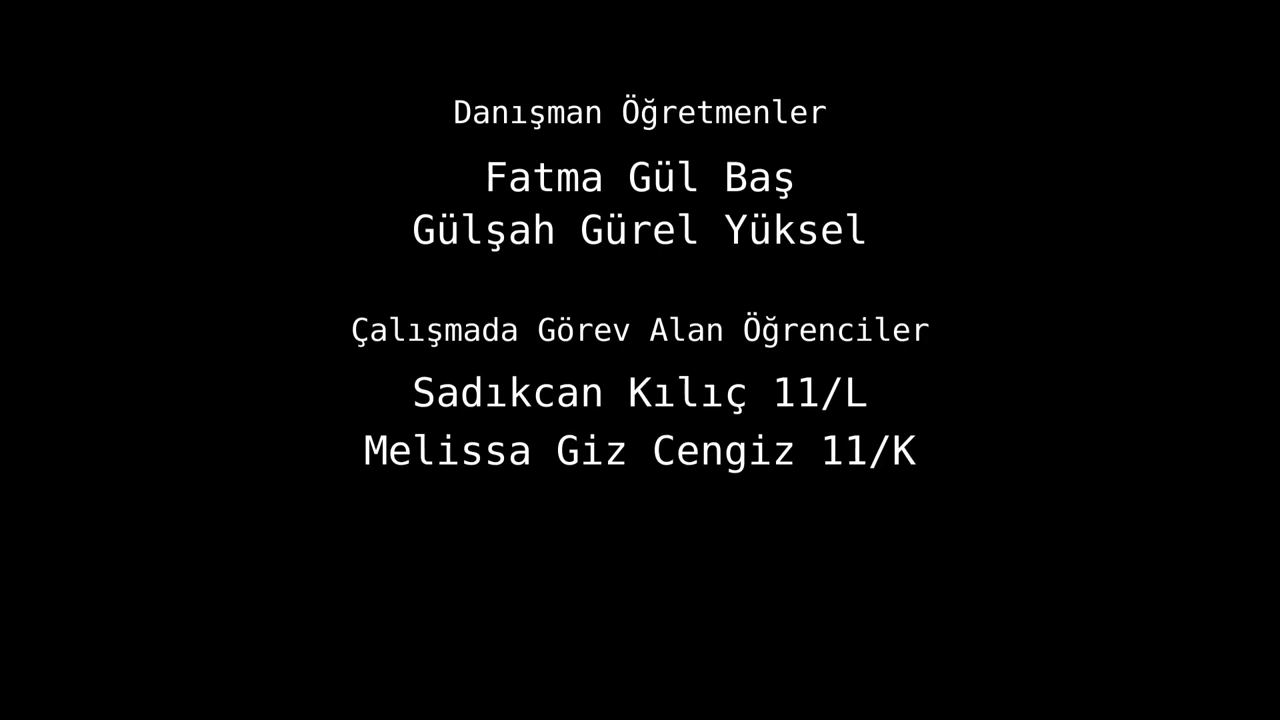 Danışman Öğretmenler
Fatma Gül Baş
Gülşah Gürel Yüksel
Çalışmada Görev Alan Öğrenciler
Sadıkcan Kılıç 11/L
Melissa Giz Cengiz 11/K